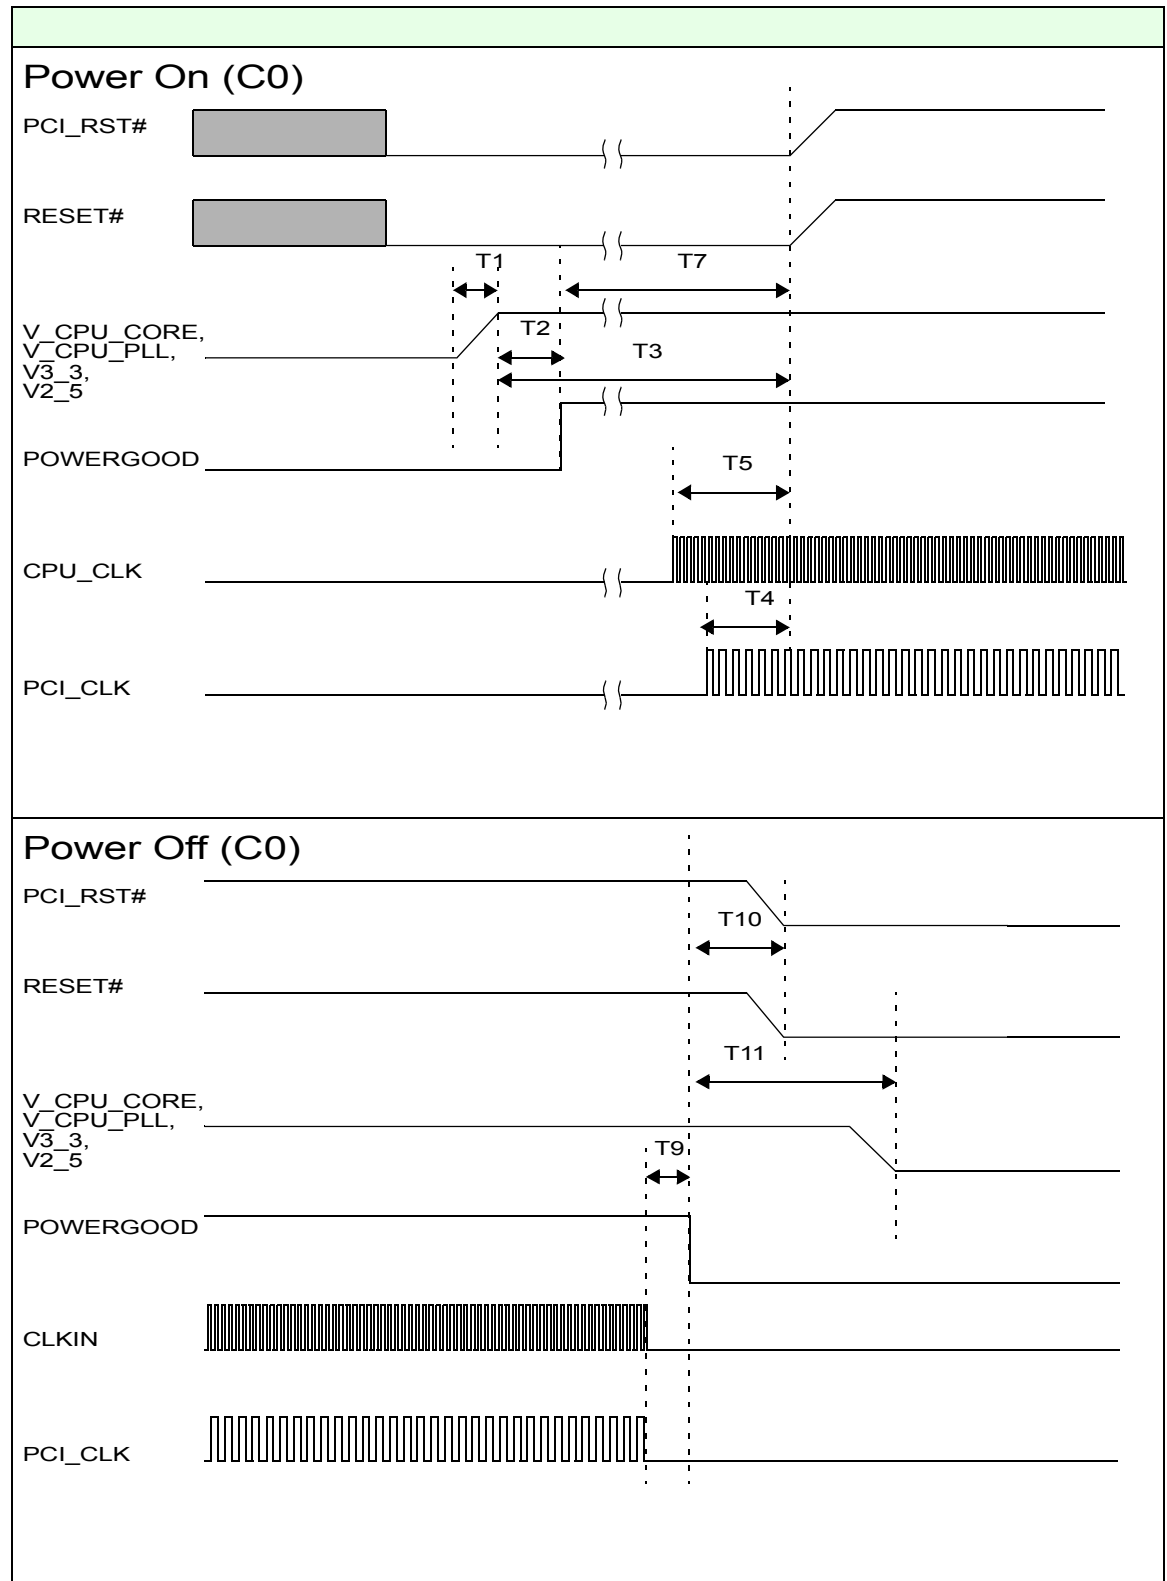 Power On (C0)
PCI_RST#
RESET#
T1
T7
V_CPU_CORE,
V_CPU_PLL,
V3_3,
V2_5
T2
T3
POWERGOOD
T5
CPU_CLK
T4
PCI_CLK
Power Off (C0)
PCI_RST#
T10
RESET#
T11
V_CPU_CORE,
V_CPU_PLL,
V3_3,
V2_5
T9
POWERGOOD
CLKIN
PCI_CLK